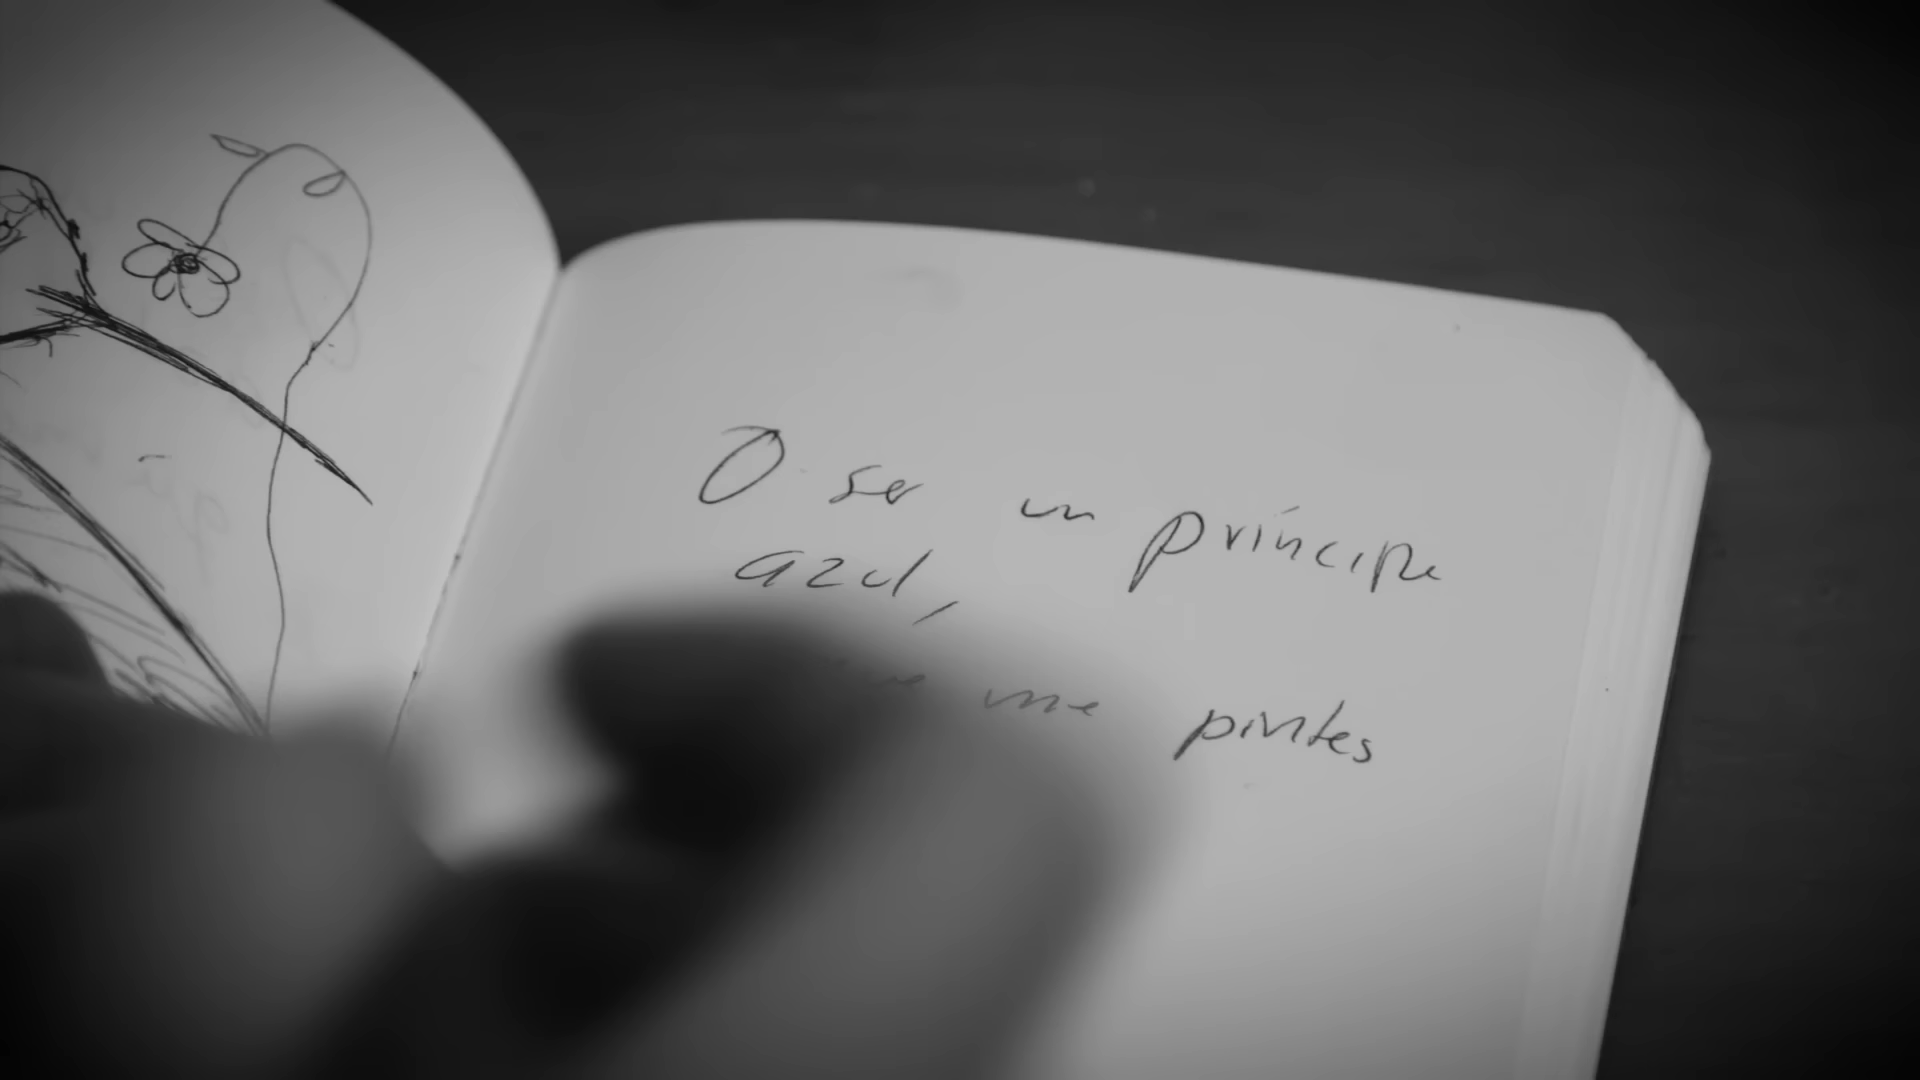 O ser un príncipe
azul,
me pintes